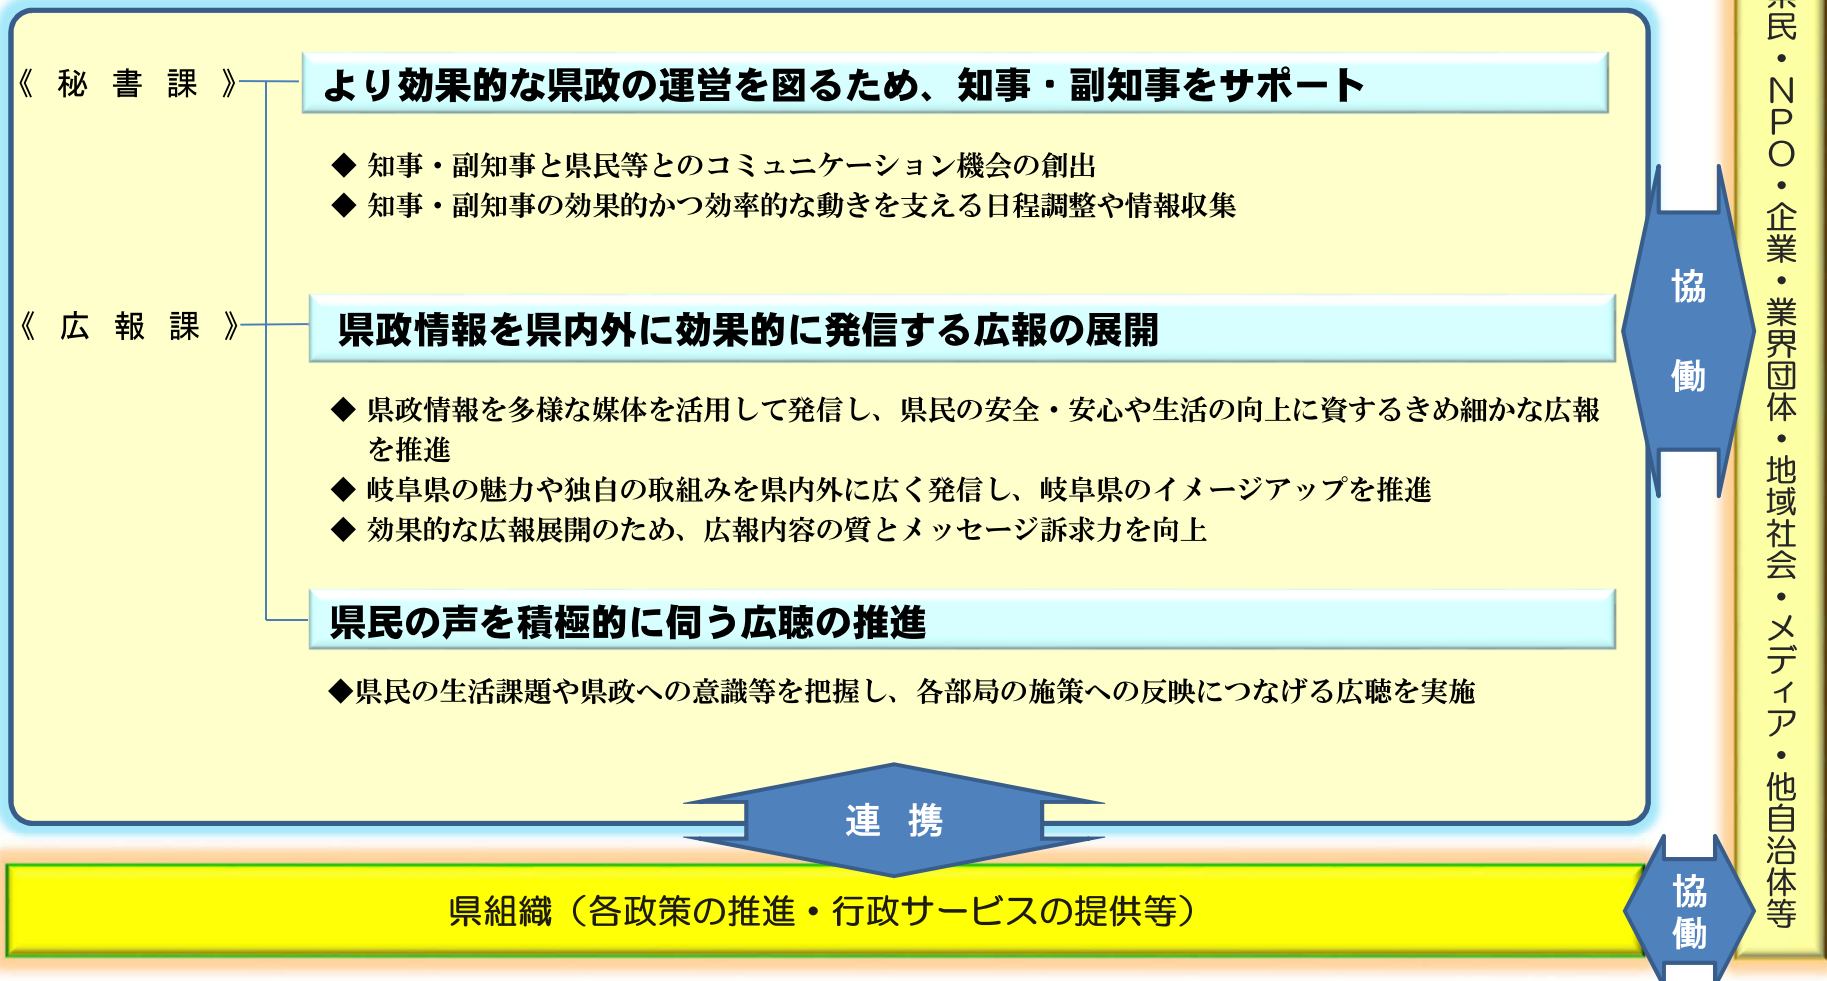 《 秘 書 課 》
より効果的な県政の運営を図るため、知事・副知事をサポート
◆ 知事・副知事と県民等とのコミュニケーション機会の創出
◆ 知事・副知事の効果的かつ効率的な動きを支える日程調整や情報収集
《 広 報 課 》
県政情報を県内外に効果的に発信する広報の展開
◆ 県政情報を多様な媒体を活用して発信し、県民の安全・安心や生活の向上に資するきめ細かな広報
を推進
◆ 岐阜県の魅力や独自の取組みを県内外に広く発信し、岐阜県のイメージアップを推進
◆ 効果的な広報展開のため、広報内容の質とメッセージ訴求力を向上
県民の声を積極的に伺う広聴の推進
◆県民の生活課題や県政への意識等を把握し、各部局の施策への反映につなげる広聴を実施
連 携
県組織（各政策の推進・行政サービスの提供等）
協 働
協働
県民・NPO・企業・業界団体・地域社会・メディア・他自治体等